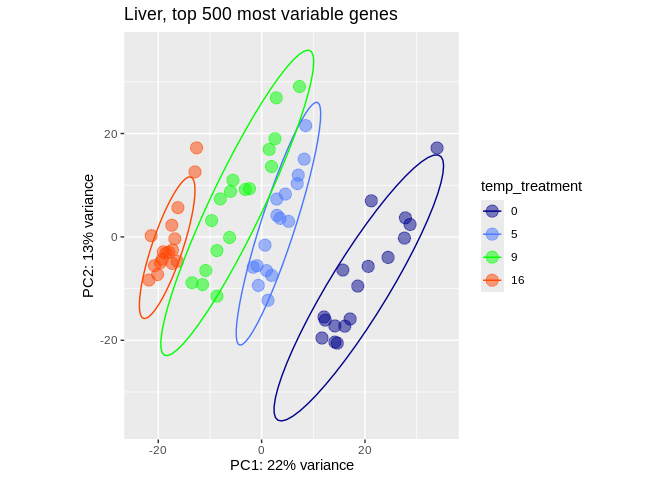 Liver, top 500 most variable genes
20
0
-20
PC2: 13% variance
-20
0
20
PC1: 22% variance
temp_treatment
0
5
9
16